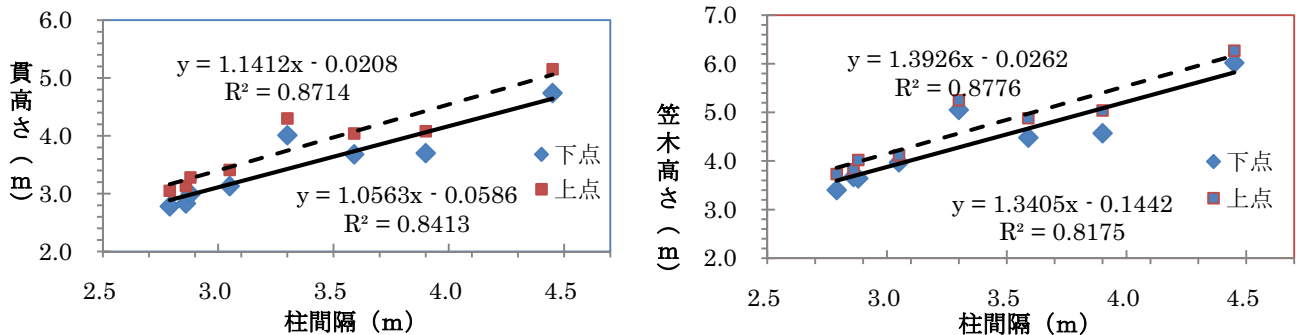 6.0
5.0
4.0
3.0
2.0
貫高さ(m)
y = 1.1412x - 0.0208
R² = 0.8714
y = 1.0563x - 0.0586
R² = 0.8413
下点
上点
2.5 3.0 3.5 4.0 4.5
柱間隔(m)
7.0
6.0
5.0
4.0
3.0
2.0
笠木高さ(m)
y = 1.3926x - 0.0262
R² = 0.8776
y = 1.3405x - 0.1442
R² = 0.8175
下点
上点
2.5 3.0 3.5 4.0 4.5
柱間隔(m)